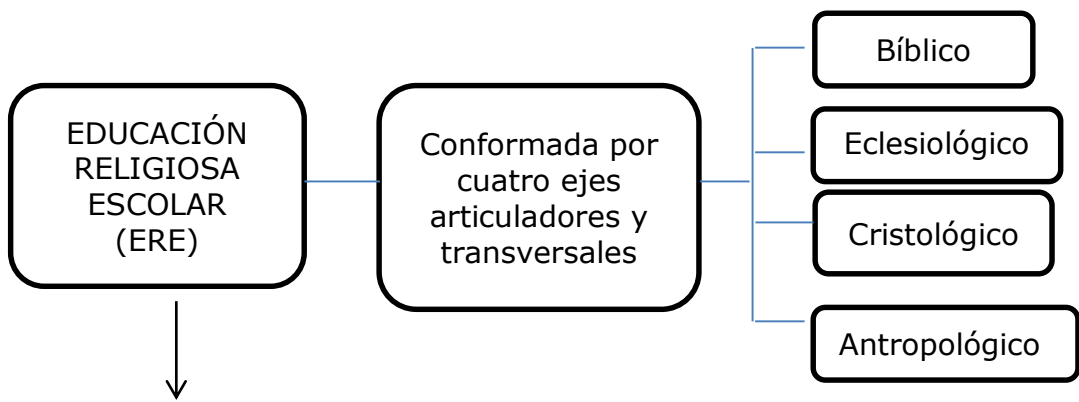 EDUCACIÓN
RELIGIOSA
ESCOLAR
(ERE)
Conformada por
cuatro ejes
articuladores y
transversales
Bíblico
Eclesiológico
Cristológico
Antropológico